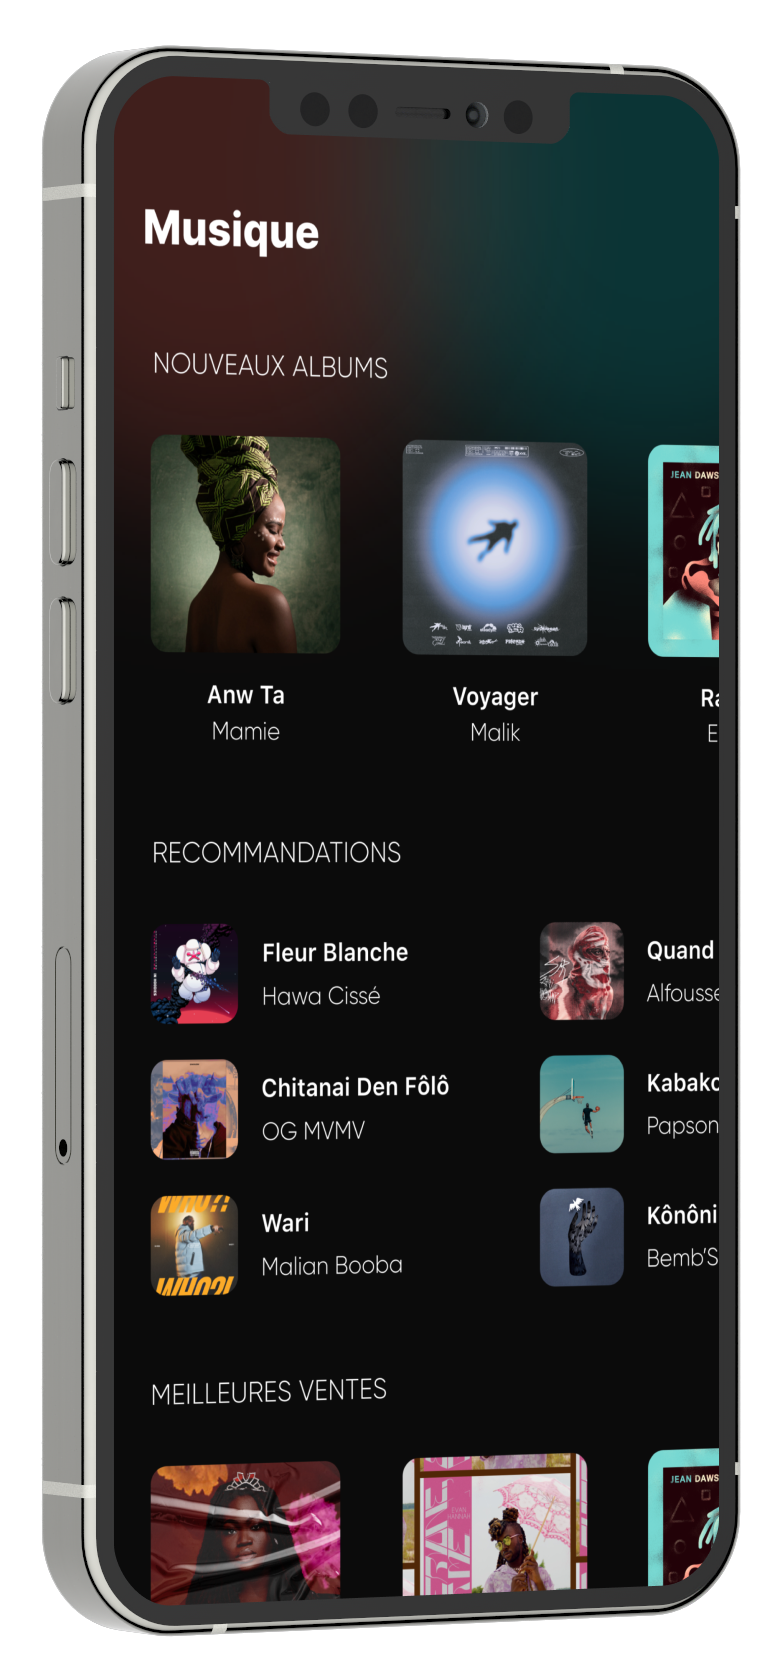 Musique
NOUVEAUX ALBUMS
JEAN DAWS
Anw Ta
Mamie
Voyager
Malik
Ra
E
RECOMMANDATIONS
Fleur Blanche
Hawa Cissé
Quand
Alfousse
Chitanai Den Fôlô
OG MVMV
Kabako
Papson
Wari
Malian Booba
Kônôni
Bemb'S
MEILLEURES VENTES
JEAN DAWS